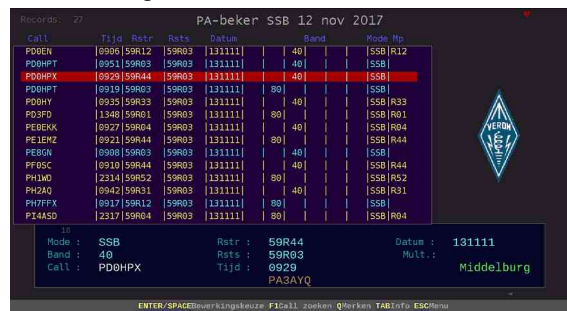 Records: 27 PA-beker SSB 12 nov 2017
Call Tijd Rstr Rsts Datum Band Mode Mp
PD0EN |0906|59R12 |59R03 |131111| | 40| | | |SSB|R12
PD0HPT |0951|59R03 |59R03 |131111| | 40| | | |SSB|
PD0HPX |0929|59R44 |59R03 |131111| | 40| | | |SSB|
PD0HPT |0919|59R03 |59R03 |131111| 80| | | | |SSB|
PD0HY |0935|59R33 |59R03 |131111| | 40| | | |SSB|R33
PD3FD |1348|59R01 |59R03 |131111| 80| | | | |SSB|R01
PE0EKK |0927|59R04 |59R03 |131111| | 40| | | |SSB|R04
PE1EMZ |0921|59R44 |59R03 |131111| 80| | | | |SSB|R44
PE8GN |0908|59R03 |59R03 |131111| | 40| | | |SSB|
PF0SC |0910|59R44 |59R03 |131111| | 40| | | |SSB|R44
PH1WD |2314|59R52 |59R03 |131111| 80| | | | |SSB|R52
PH2AQ |0942|59R31 |59R03 |131111| | 40| | | |SSB|R31
PH7FFX |0917|59R12 |59R03 |131111| 80| | | | |SSB|
PI4ASD |2317|59R04 |59R03 |131111| 80| | | | |SSB|R04
VERON
18
Mode : SSB Rstr : 59R44 Datum : 131111
Band : 40 Rsts : 59R03 Mult.:
Call : PD0HPX Tijd : 0929 Middelburg
PA3AYQ
ENTER/SPACEBewerkingskeuze F1Call zoeken QMerken TABInfo ESCMenu